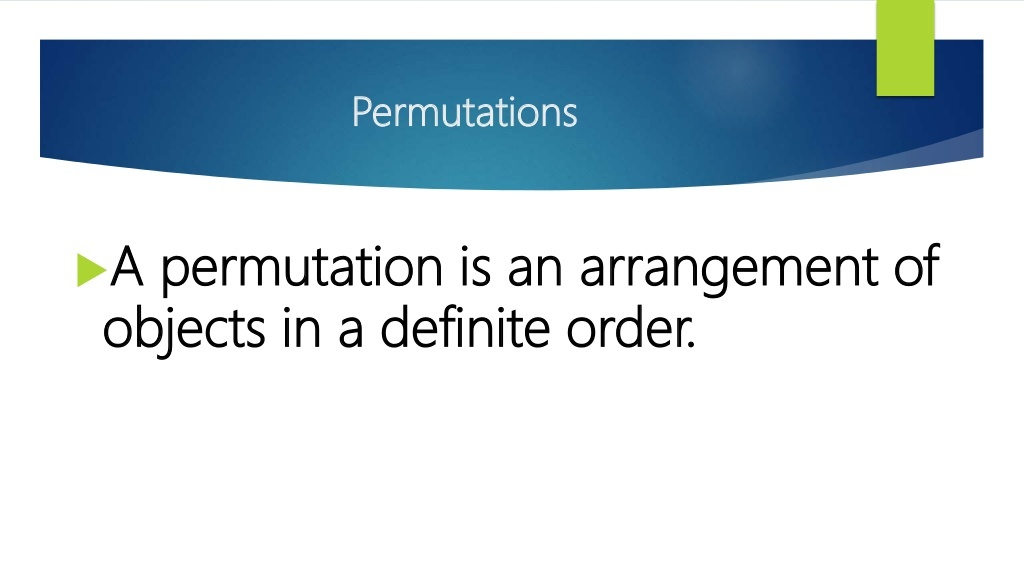 Permutations
A permutation is an arrangement of
objects in a definite order.